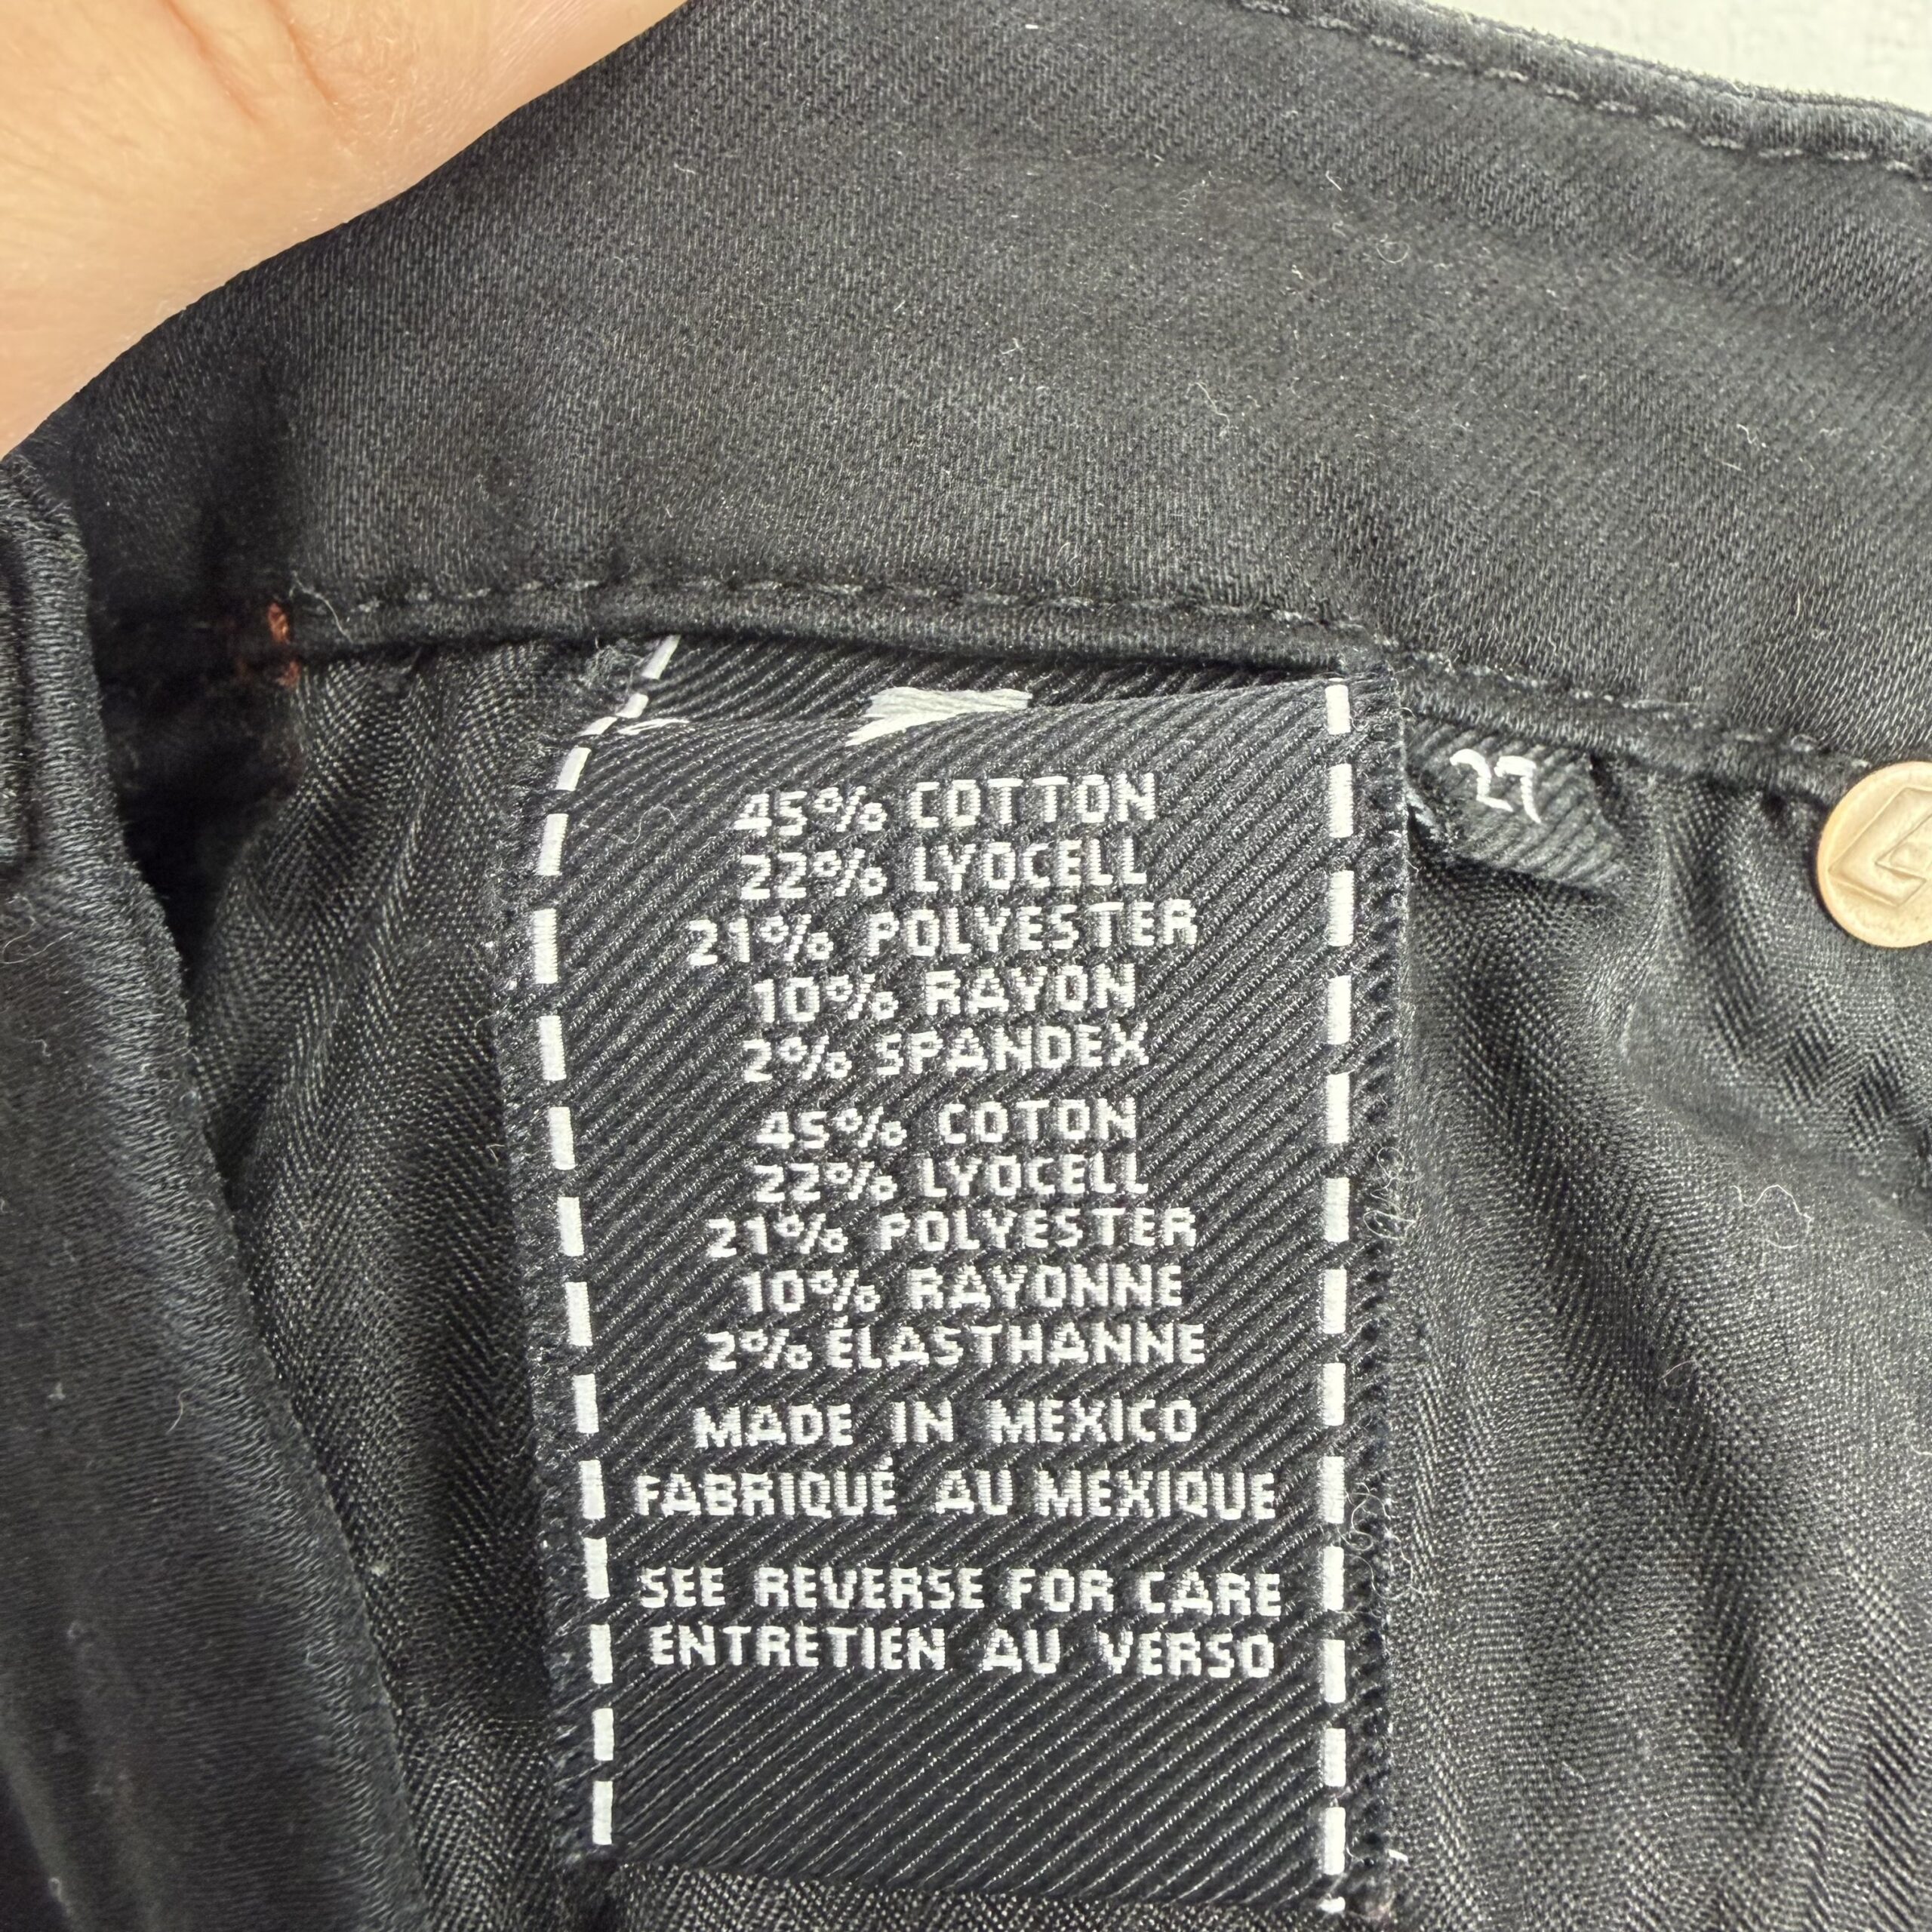 45% COTTON
22% LYOCELL
21% POLYESTER
10% RAYON
2% SPANDEX
45% COTON
22% LYOCELL
21% POLYESTER
10% RAYONNE
2% ÉLASTHANNE
MADE IN MEXICO
FABRIQUÉ AU MEXIQUE
SEE REVERSE FOR CARE
ENTRETIEN AU VERSO
27